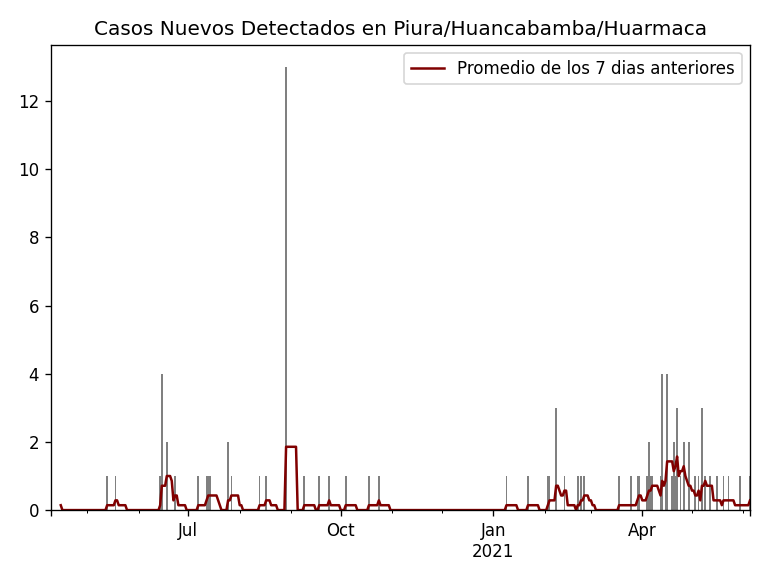 Casos Nuevos Detectados en Piura/Huancabamba/Huarmaca
Promedio de los 7 dias anteriores
12
10
8
6
4
2
0
Jul
Oct
Jan
2021
Apr